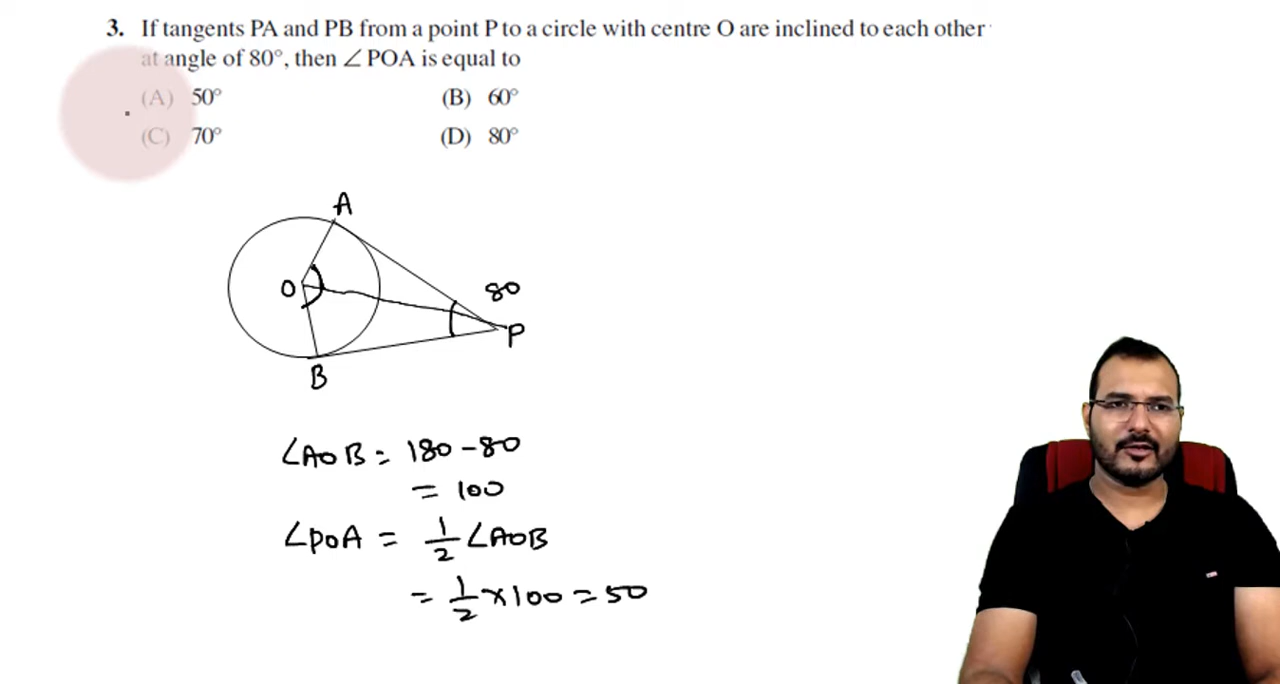 3. If tangents PA and PB from a point P to a circle with centre O are inclined to each other
at angle of 80°, then ∠POA is equal to
(A) 50° (B) 60°
(C) 70° (D) 80°
A
O
80
P
B
∠AOB = 180-80
= 100
∠POA = 1/2 ∠AOB
= 1/2 × 100 = 50